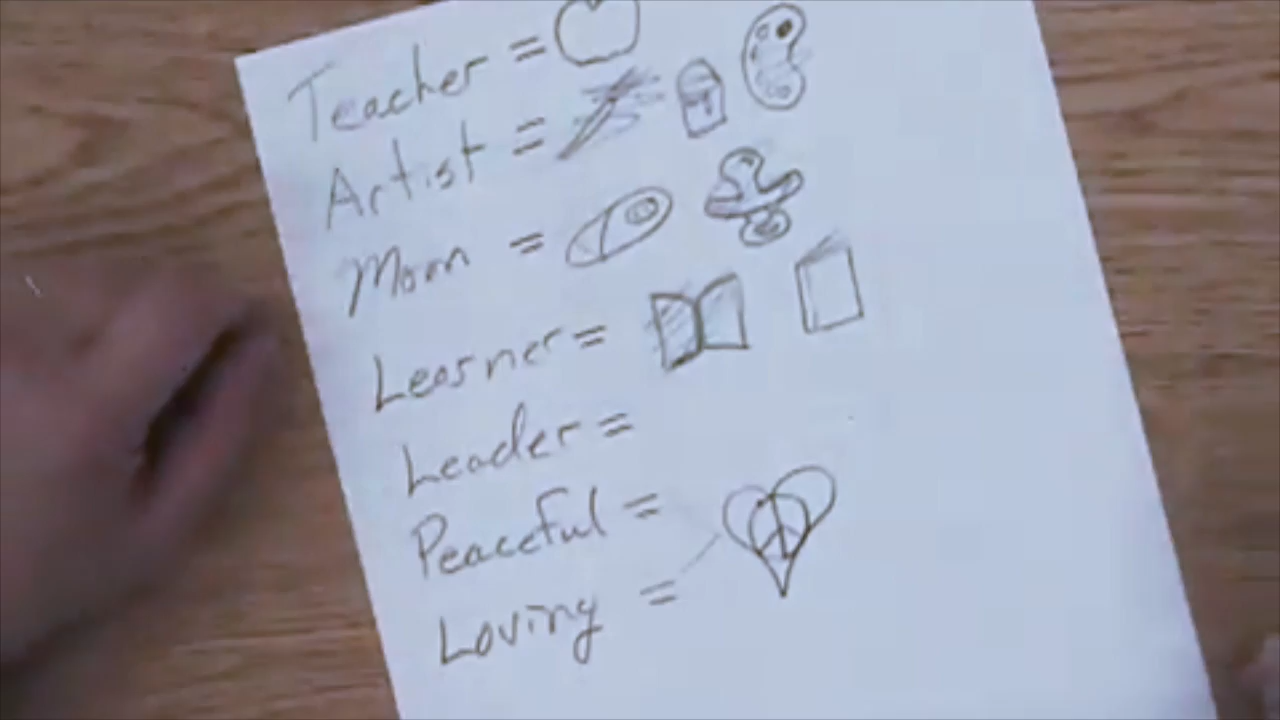 Teacher =
Artist =
Mom =
Learner =
Leader =
Peaceful =
Loving =